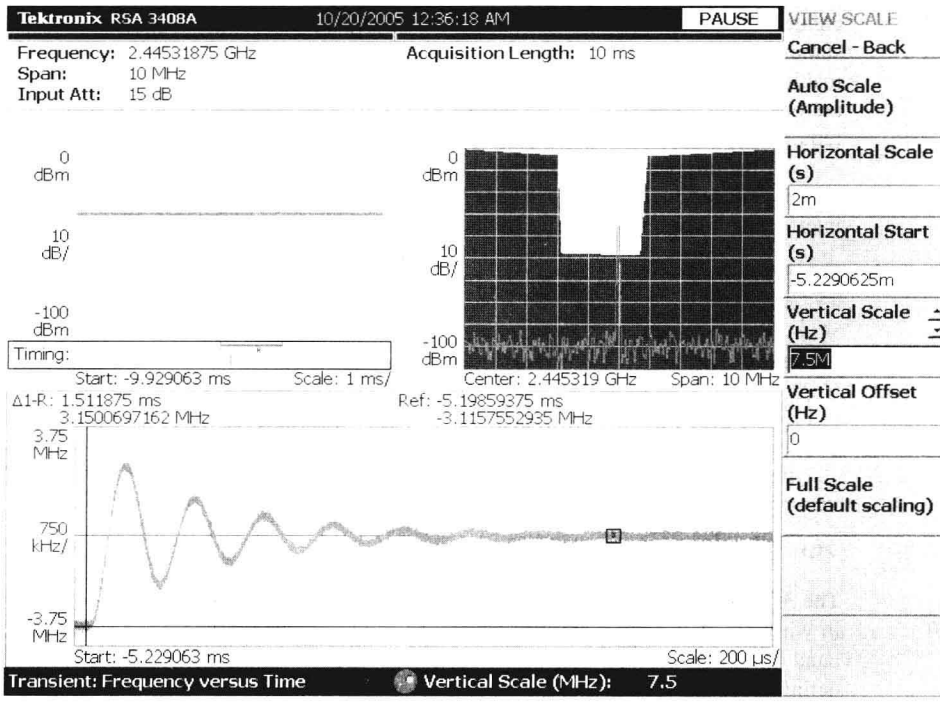 Tektronix RSA 3408A 10/20/2005 12:36:18 AM PAUSE
Frequency: 2.44531875 GHz
Span: 10 MHz
Input Att: 15 dB
Acquisition Length: 10 ms
0
dBm
10
dB/
-100
dBm
Timing:
Start: -9.929063 ms Scale: 1 ms/
0
dBm
10
dB/
-100
dBm
Center: 2.445319 GHz Span: 10 MHz
Δ1-R: 1.511875 ms Ref: -5.19859375 ms
3.1500697162 MHz -3.1157552935 MHz
3.75
MHz
750
kHz/
-3.75
MHz
Start: -5.229063 ms Scale: 200 µs/
Transient: Frequency versus Time Vertical Scale (MHz): 7.5
VIEW SCALE
Cancel - Back
Auto Scale
(Amplitude)
Horizontal Scale
(s)
2m
Horizontal Start
(s)
-5.2290625m
Vertical Scale
(Hz)
7.5M
Vertical Offset
(Hz)
0
Full Scale
(default scaling)